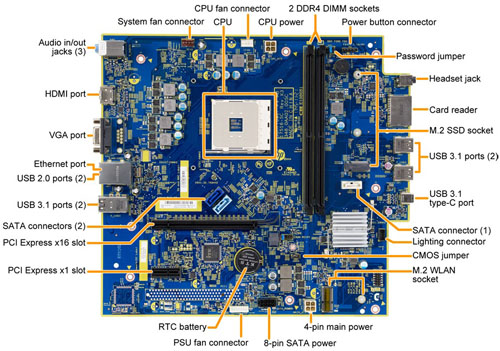 CPU fan connector
System fan connector
CPU
CPU power
2 DDR4 DIMM sockets
Power button connector
Audio in/out
jacks (3)
Password jumper
Headset jack
HDMI port
Card reader
M.2 SSD socket
VGA port
USB 3.1 ports (2)
Ethernet port
USB 2.0 ports (2)
USB 3.1 ports (2)
USB 3.1
type-C port
SATA connectors (2)
SATA connector (1)
PCI Express x16 slot
Lighting connector
CMOS jumper
PCI Express x1 slot
M.2 WLAN
socket
RTC battery
4-pin main power
PSU fan connector
8-pin SATA power